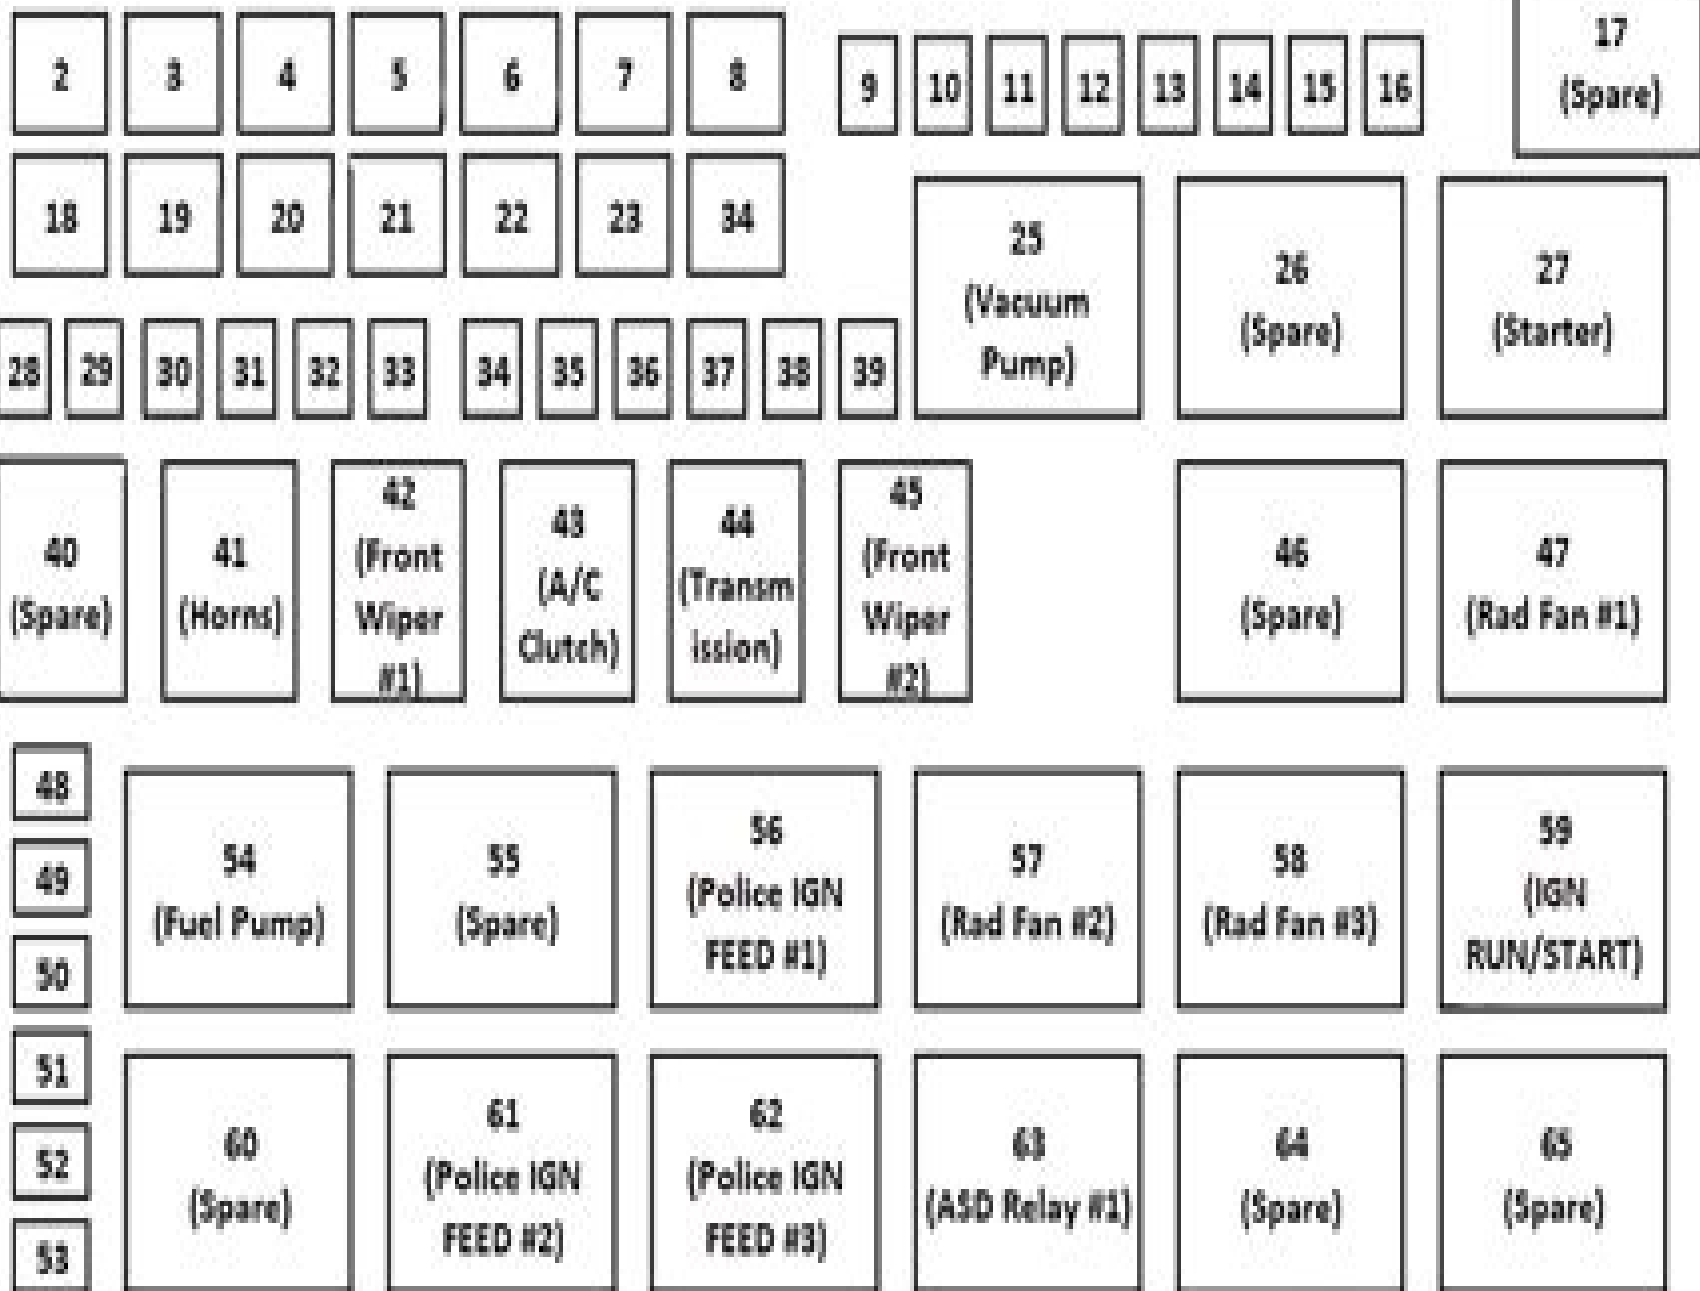 2 3 4 5 6 7 8
9 10 11 12 13 14 15 16
17
(Spare)
18 19 20 21 22 23 34
25
(Vacuum
Pump)
26
(Spare)
27
(Starter)
28 29 30 31 32 33 34 35 36 37 38 39
40
(Spare)
41
(Horns)
42
(Front
Wiper
#1)
43
(A/C
Clutch)
44
(Transm
ission)
45
(Front
Wiper
#2)
46
(Spare)
47
(Rad Fan #1)
48
49
50
51
52
53
54
(Fuel Pump)
55
(Spare)
56
(Police IGN
FEED #1)
57
(Rad Fan #2)
58
(Rad Fan #3)
59
(IGN
RUN/START)
60
(Spare)
61
(Police IGN
FEED #2)
62
(Police IGN
FEED #3)
63
(ASD Relay #1)
64
(Spare)
65
(Spare)